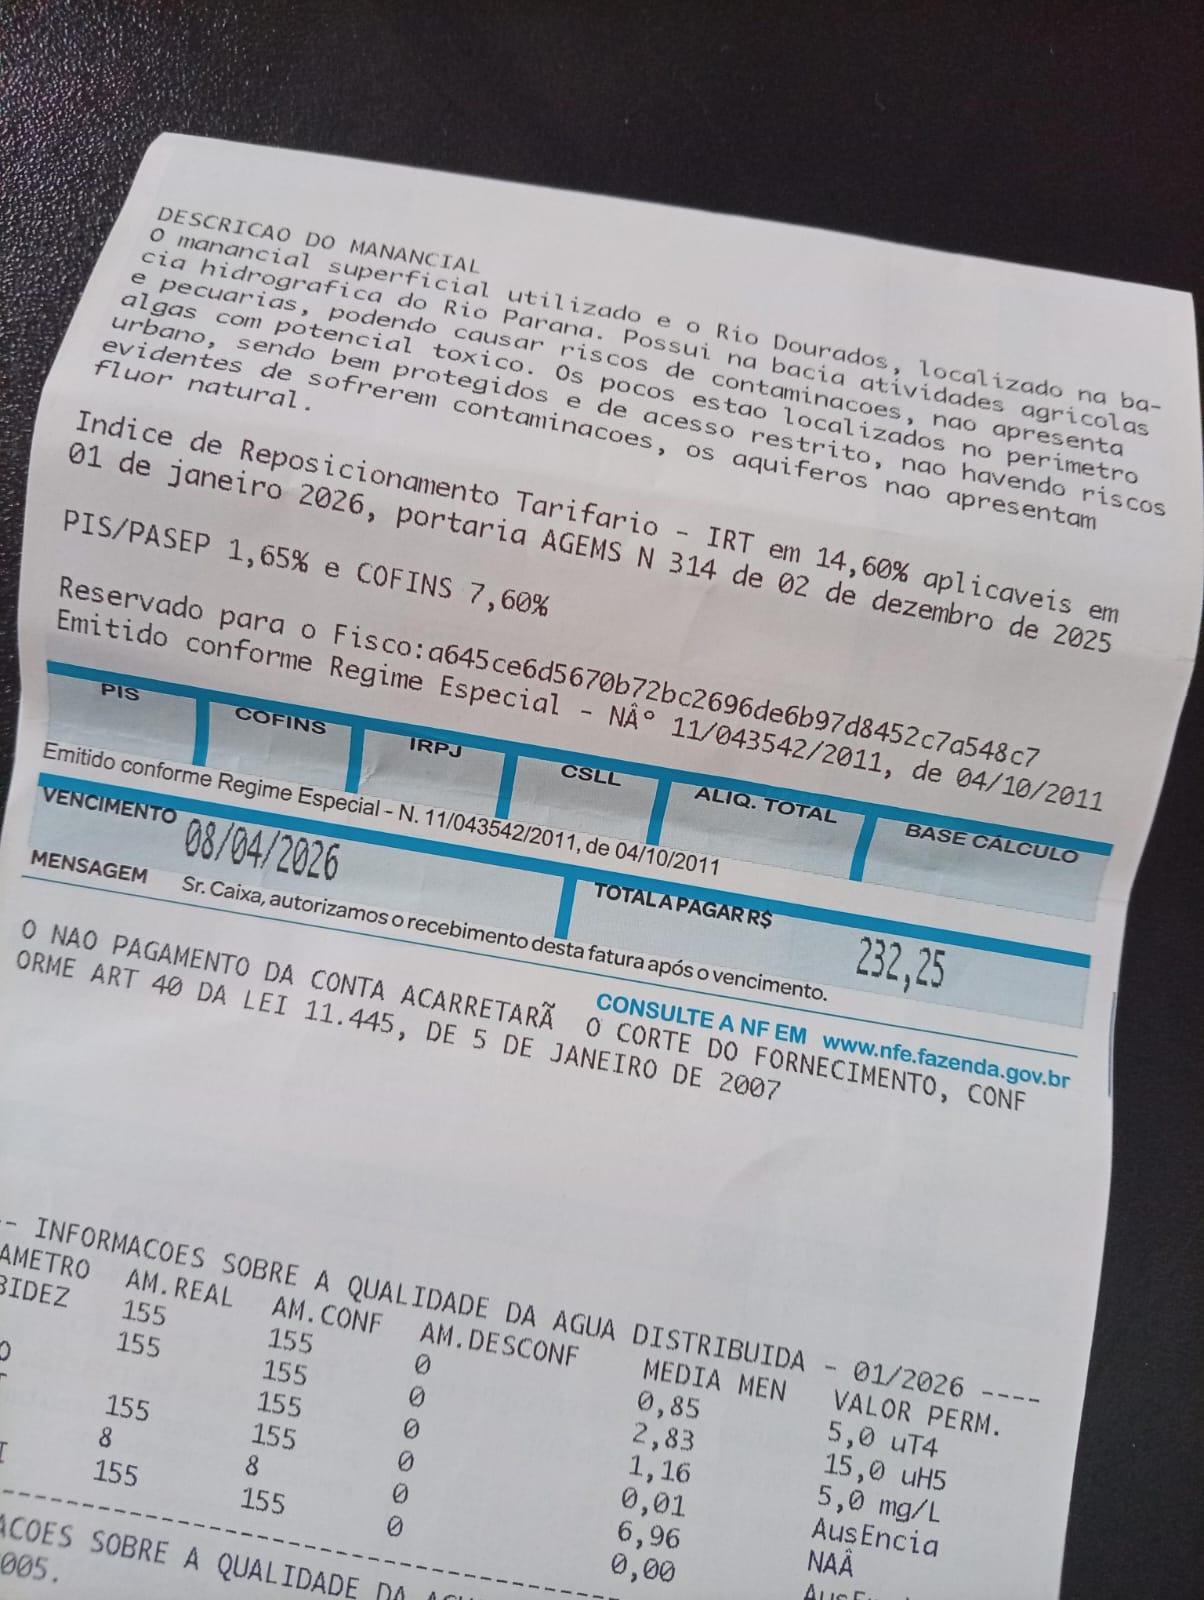 DESCRICAO DO MANANCIAL
O manancial superficial utilizado e o Rio Dourados, localizado na ba-
cia hidrografica do Rio Parana. Possui na bacia atividades agricolas
e pecuarias, podendo causar riscos de contaminacoes, nao apresenta
algas com potencial toxico. Os pocos estao localizados no perimetro
urbano, sendo bem protegidos e de acesso restrito, nao havendo riscos
evidentes de sofrerem contaminacoes, os aquiferos nao apresentam
fluor natural.
Indice de Reposicionamento Tarifario - IRT em 14,60% aplicaveis em
01 de janeiro 2026, portaria AGEMS N 314 de 02 de dezembro de 2025
PIS/PASEP 1,65% e COFINS 7,60%
Reservado para o Fisco:a645ce6d5670b72bc2696de6b97d8452c7a548c7
Emitido conforme Regime Especial - NÂº 11/043542/2011, de 04/10/2011
PIS COFINS IRPJ CSLL ALIQ. TOTAL BASE CÁLCULO
Emitido conforme Regime Especial - N. 11/043542/2011, de 04/10/2011
VENCIMENTO 08/04/2026 TOTAL A PAGAR R$ 232,25
MENSAGEM Sr. Caixa, autorizamos o recebimento desta fatura após o vencimento.
CONSULTE A NF EM www.nfe.fazenda.gov.br
O NAO PAGAMENTO DA CONTA ACARRETARÃ O CORTE DO FORNECIMENTO, CONF
ORME ART 40 DA LEI 11.445, DE 5 DE JANEIRO DE 2007
-- INFORMACOES SOBRE A QUALIDADE DA AGUA DISTRIBUIDA - 01/2026 ----
AMETRO AM.REAL AM.CONF AM.DESCONF MEDIA MEN VALOR PERM.
BIDEZ 155 155 0 0,85 5,0 uT4
155 155 0 2,83 15,0 uH5
O 155 0 1,16 5,0 mg/L
155 155 0 0,01 AusEncia
8 8 0 6,96 NAÂ
155 155 0 0,00
ACOES SOBRE A QUALIDADE DA
005.